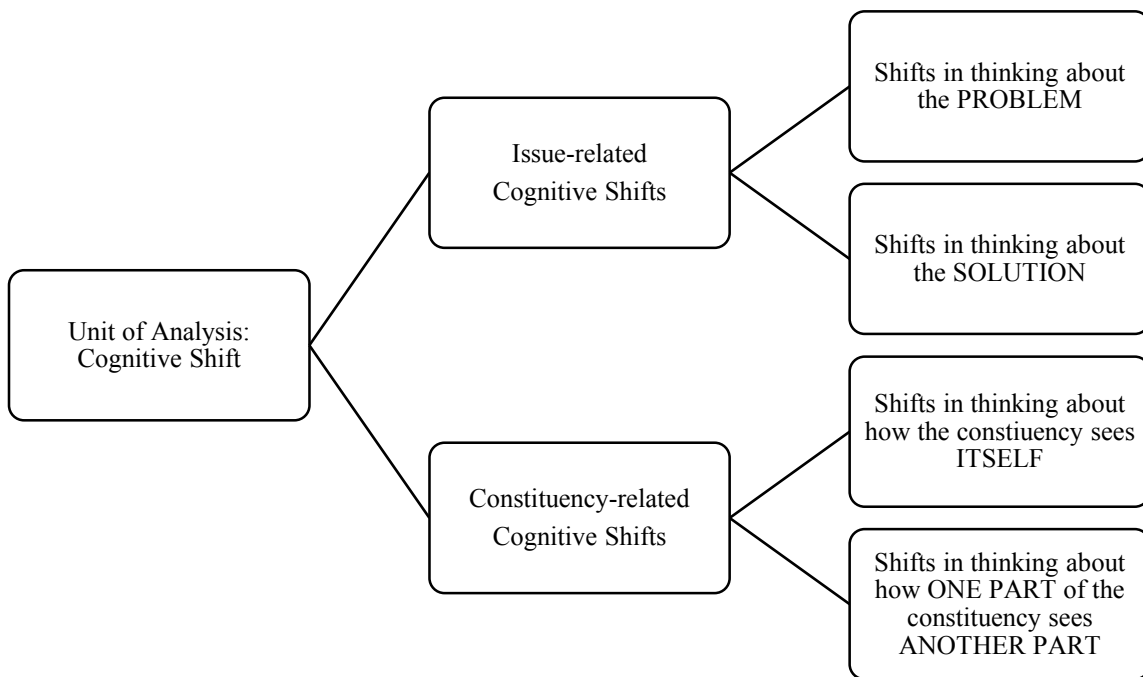 Unit of Analysis:
Cognitive Shift
Issue-related
Cognitive Shifts
Shifts in thinking about
the PROBLEM
Shifts in thinking about
the SOLUTION
Constituency-related
Cognitive Shifts
Shifts in thinking about
how the constiuency sees
ITSELF
Shifts in thinking about
how ONE PART of the
constituency sees
ANOTHER PART